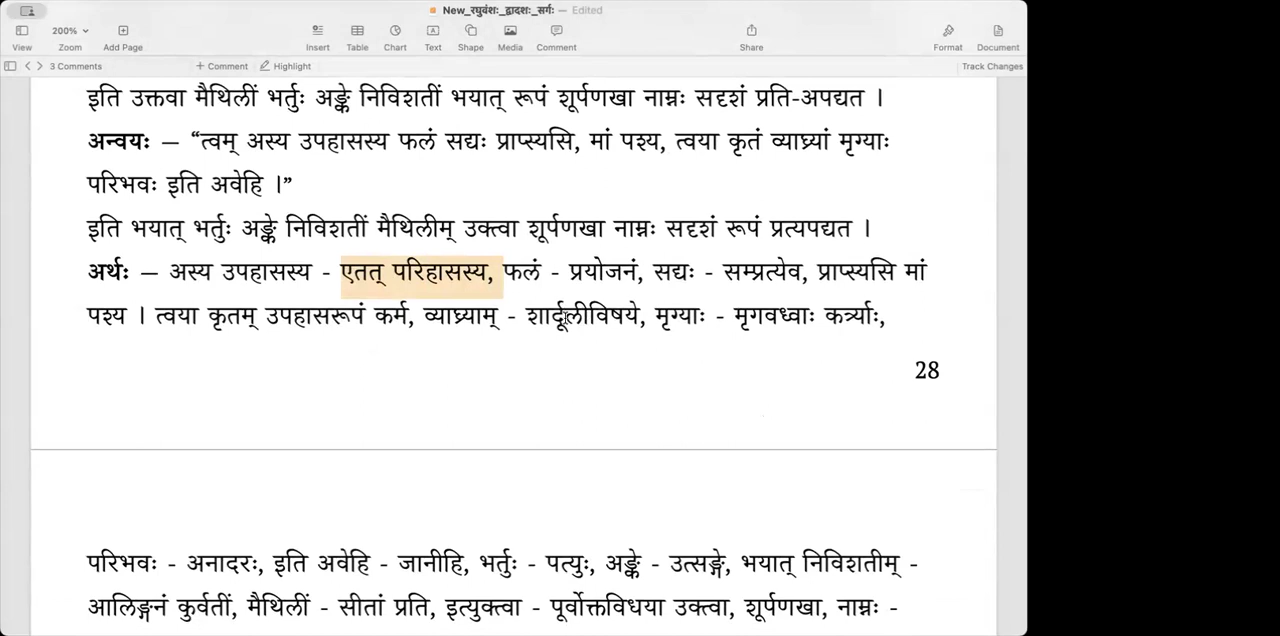 New_रघुवंशः_द्वादशः_सर्गः — Edited
200%
View Zoom Add Page Insert Table Chart Text Shape Media Comment Share Format Document
3 Comments + Comment Highlight Track Changes
इति उक्तवा मैथिलीं भर्तुः अङ्के निविशतीं भयात् रूपं शूर्पणखा नाम्नः सदृशं प्रति-अपद्यत ।
अन्वयः — “त्वम् अस्य उपहासस्य फलं सद्यः प्राप्स्यसि, मां पश्य, त्वया कृतं व्याघ्र्यां मृग्याः
परिभवः इति अवेहि ।”
इति भयात् भर्तुः अङ्के निविशतीं मैथिलीम् उक्त्वा शूर्पणखा नाम्नः सदृशं रूपं प्रत्यपद्यत ।
अर्थः — अस्य उपहासस्य - एतत् परिहासस्य, फलं - प्रयोजनं, सद्यः - सम्प्रत्येव, प्राप्स्यसि मां
पश्य । त्वया कृतम् उपहासरूपं कर्म, व्याघ्र्याम् - शार्दूलीविषये, मृग्याः - मृगवध्वाः कर्त्र्याः,
28
परिभवः - अनादरः, इति अवेहि - जानीहि, भर्तुः - पत्युः, अङ्के - उत्सङ्गे, भयात् निविशतीम् -
आलिङ्गनं कुर्वतीं, मैथिलीं - सीतां प्रति, इत्युक्त्वा - पूर्वोक्तविधया उक्त्वा, शूर्पणखा, नाम्नः -